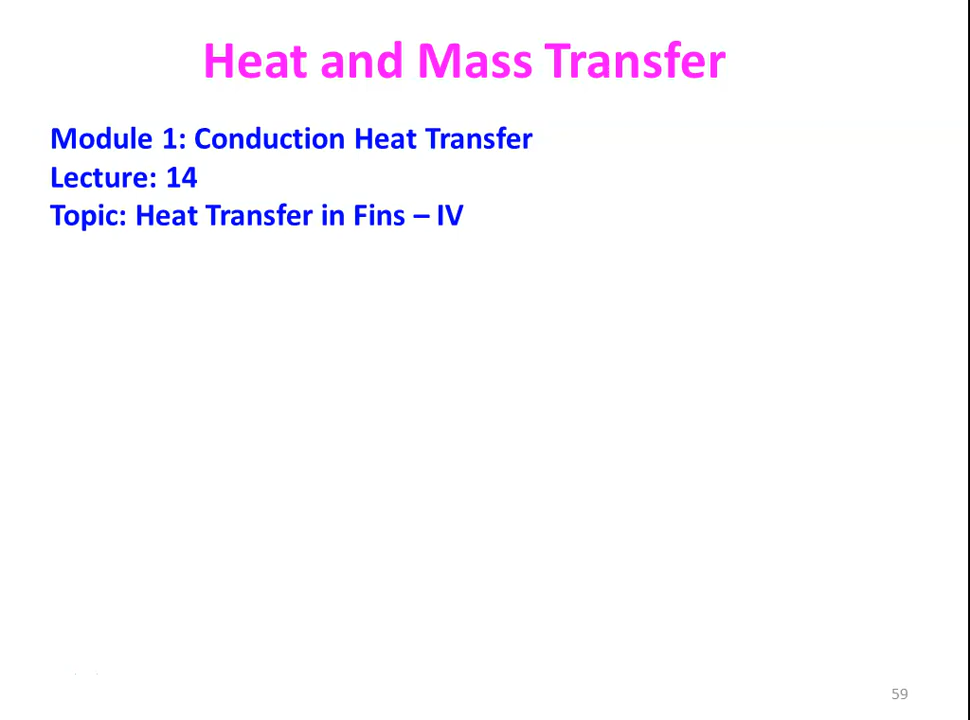 Heat and Mass Transfer
Module 1: Conduction Heat Transfer
Lecture: 14
Topic: Heat Transfer in Fins – IV
59